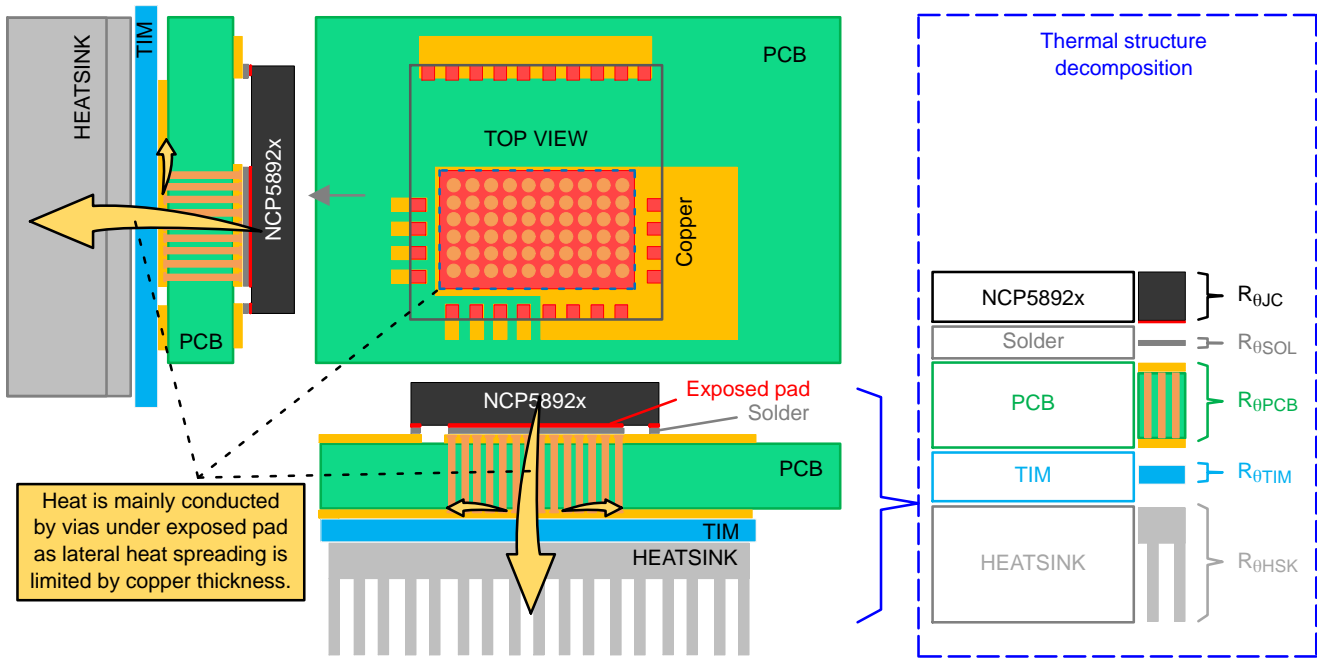 HEATSINK
TIM
PCB
NCP5892x
PCB
TOP VIEW
Copper
NCP5892x
Exposed pad
Solder
PCB
TIM
HEATSINK
Heat is mainly conducted
by vias under exposed pad
as lateral heat spreading is
limited by copper thickness.
Thermal structure
decomposition
NCP5892x
RθJC
Solder
RθSOL
PCB
RθPCB
TIM
RθTIM
HEATSINK
RθHSK